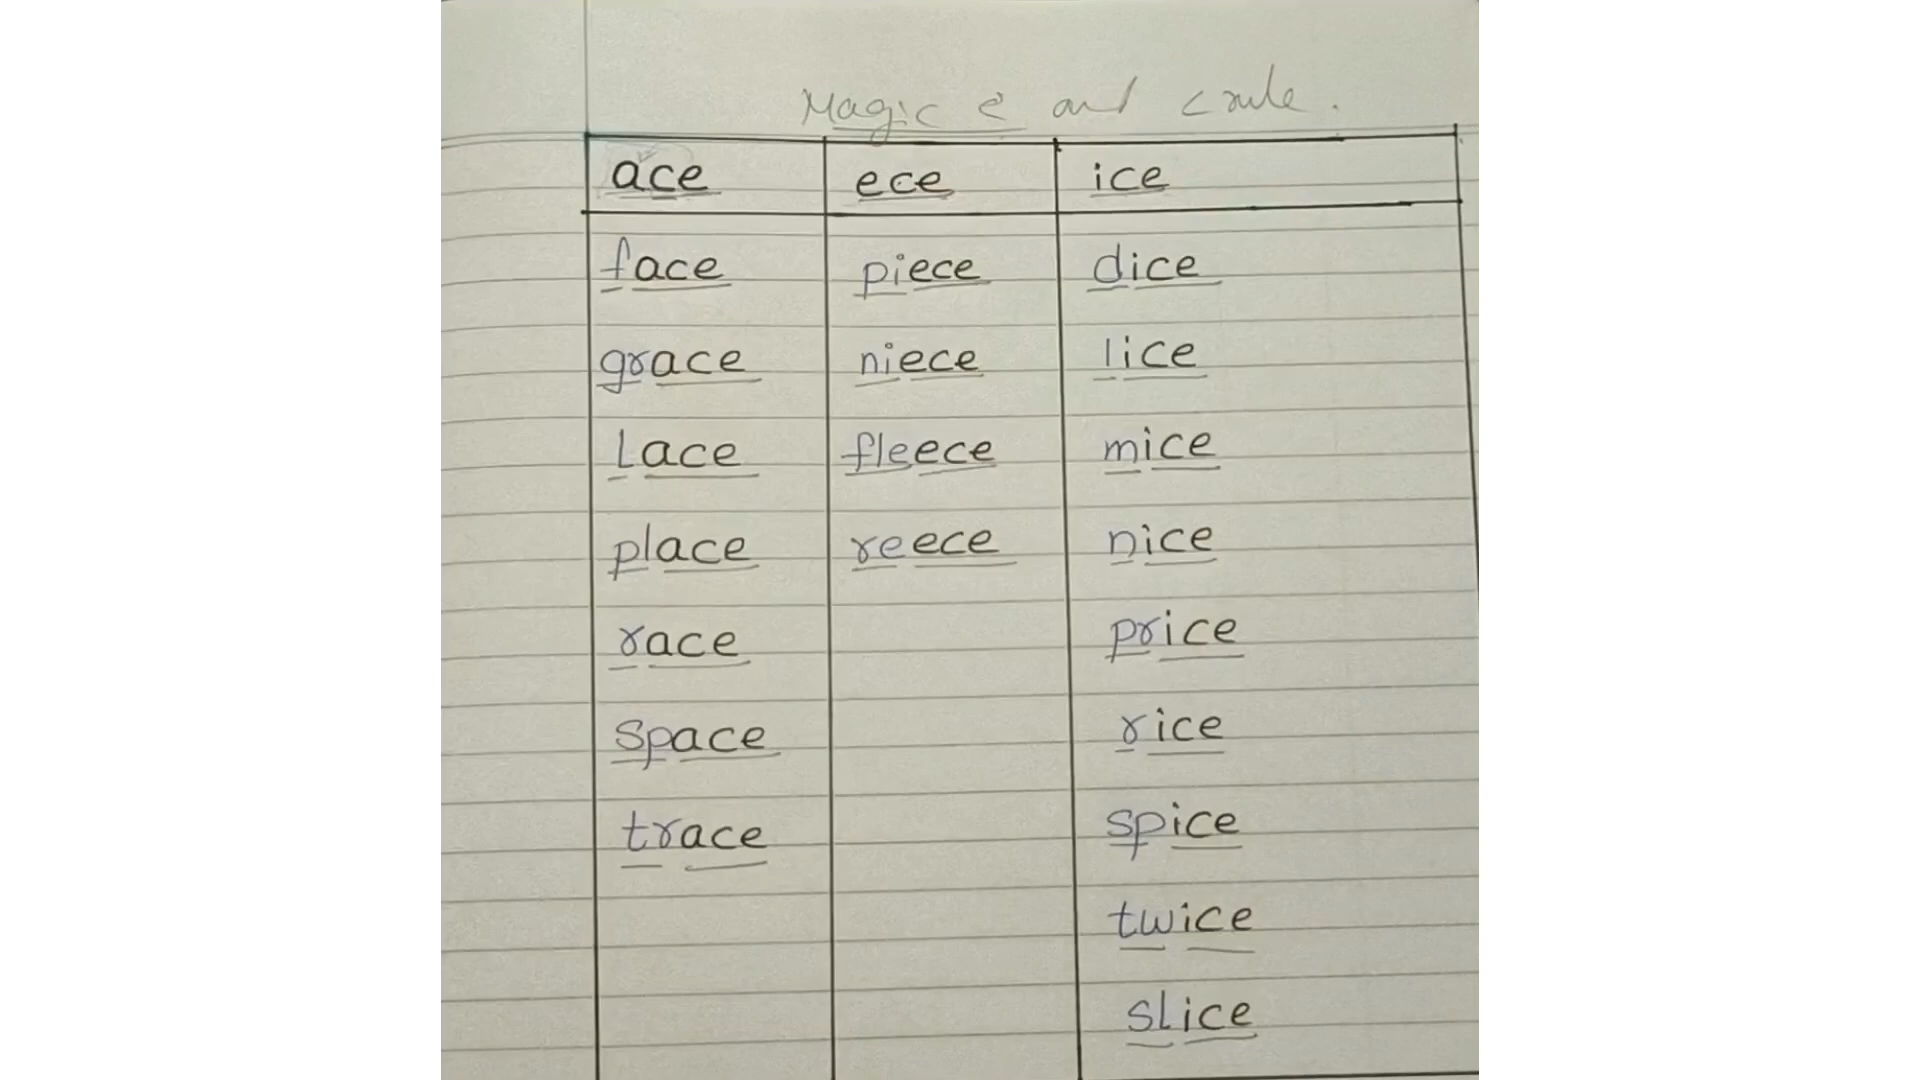 Magic e and c rule.
ace ece ice
face piece dice
grace niece lice
Lace fleece mice
place reece nice
race price
space rice
trace spice
twice
slice